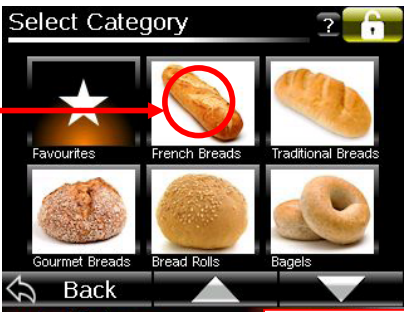 Select Category ?
Favourites French Breads Traditional Breads
Gourmet Breads Bread Rolls Bagels
Back